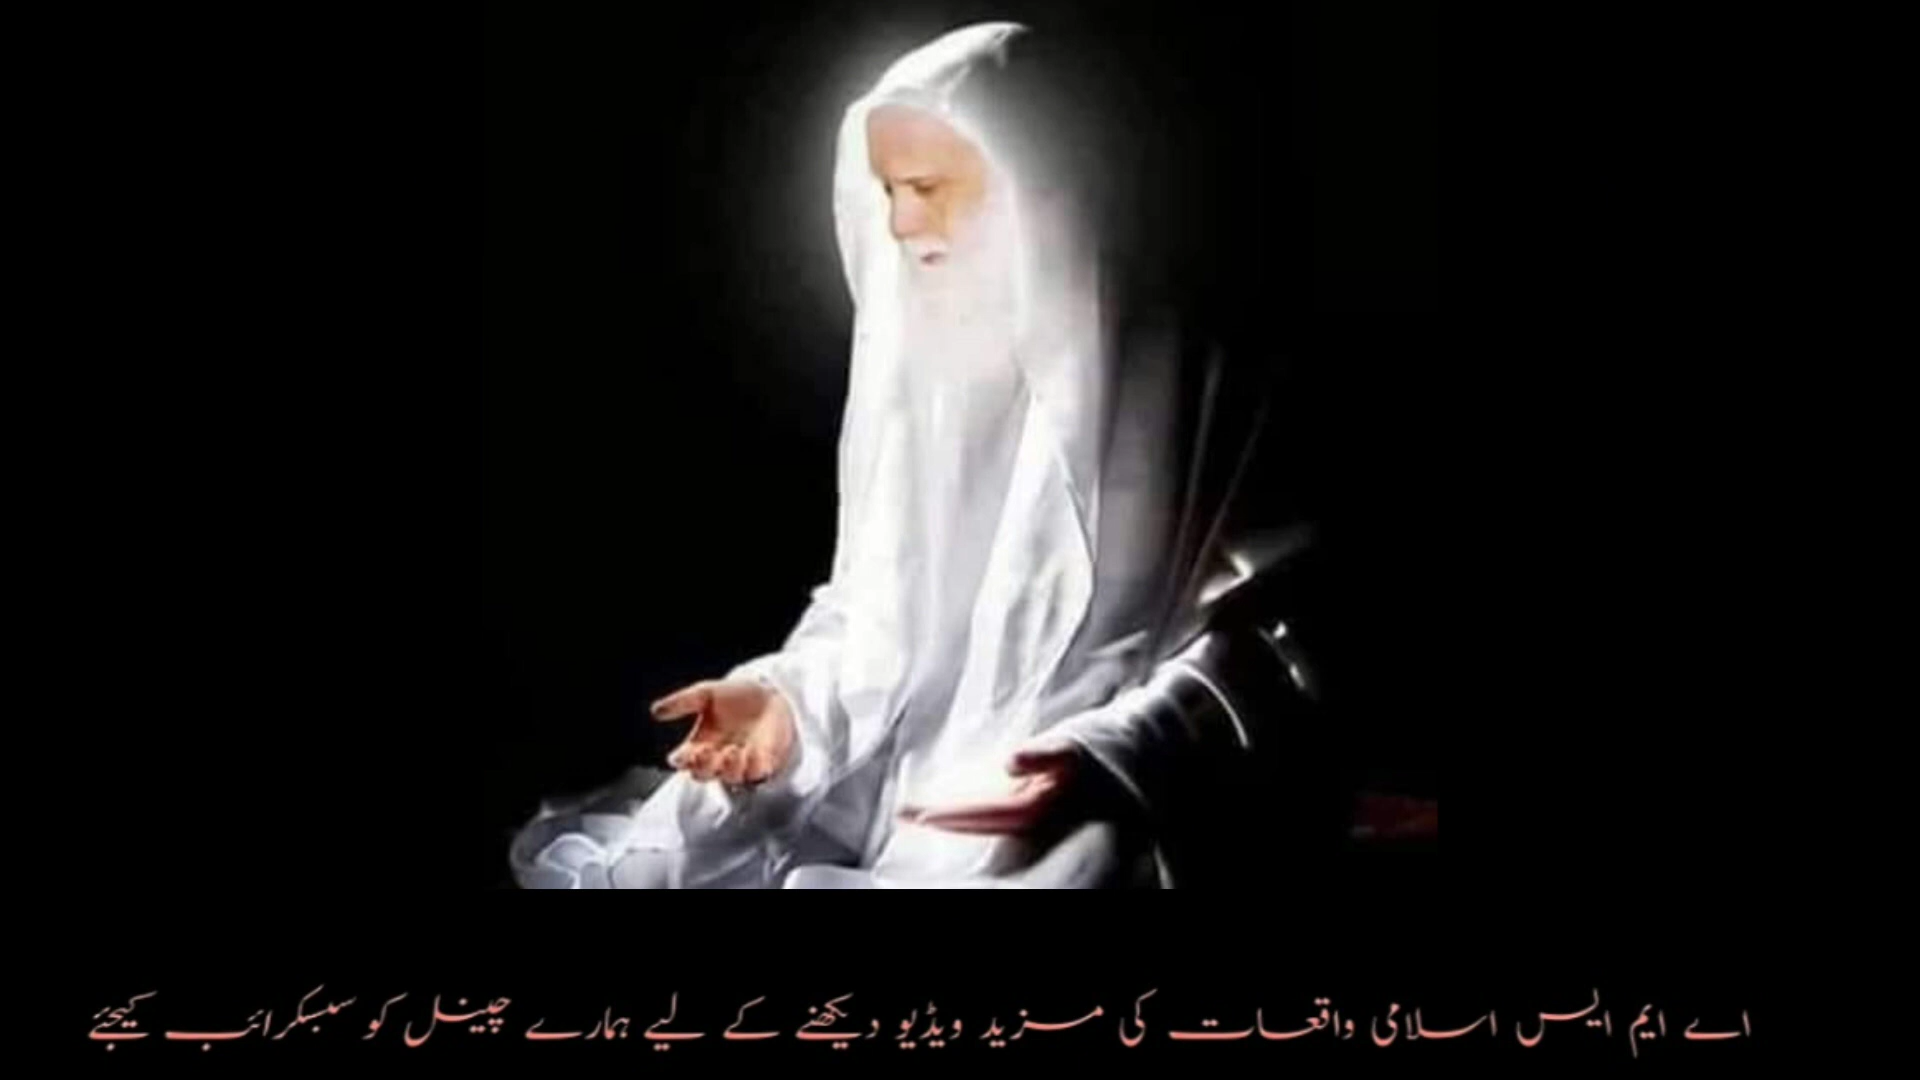 اے ایم ایس اسلامی واقعات کی مزید ویڈیو دیکھنے کے لیے ہمارے چینل کو سبسکرائب کیجئے